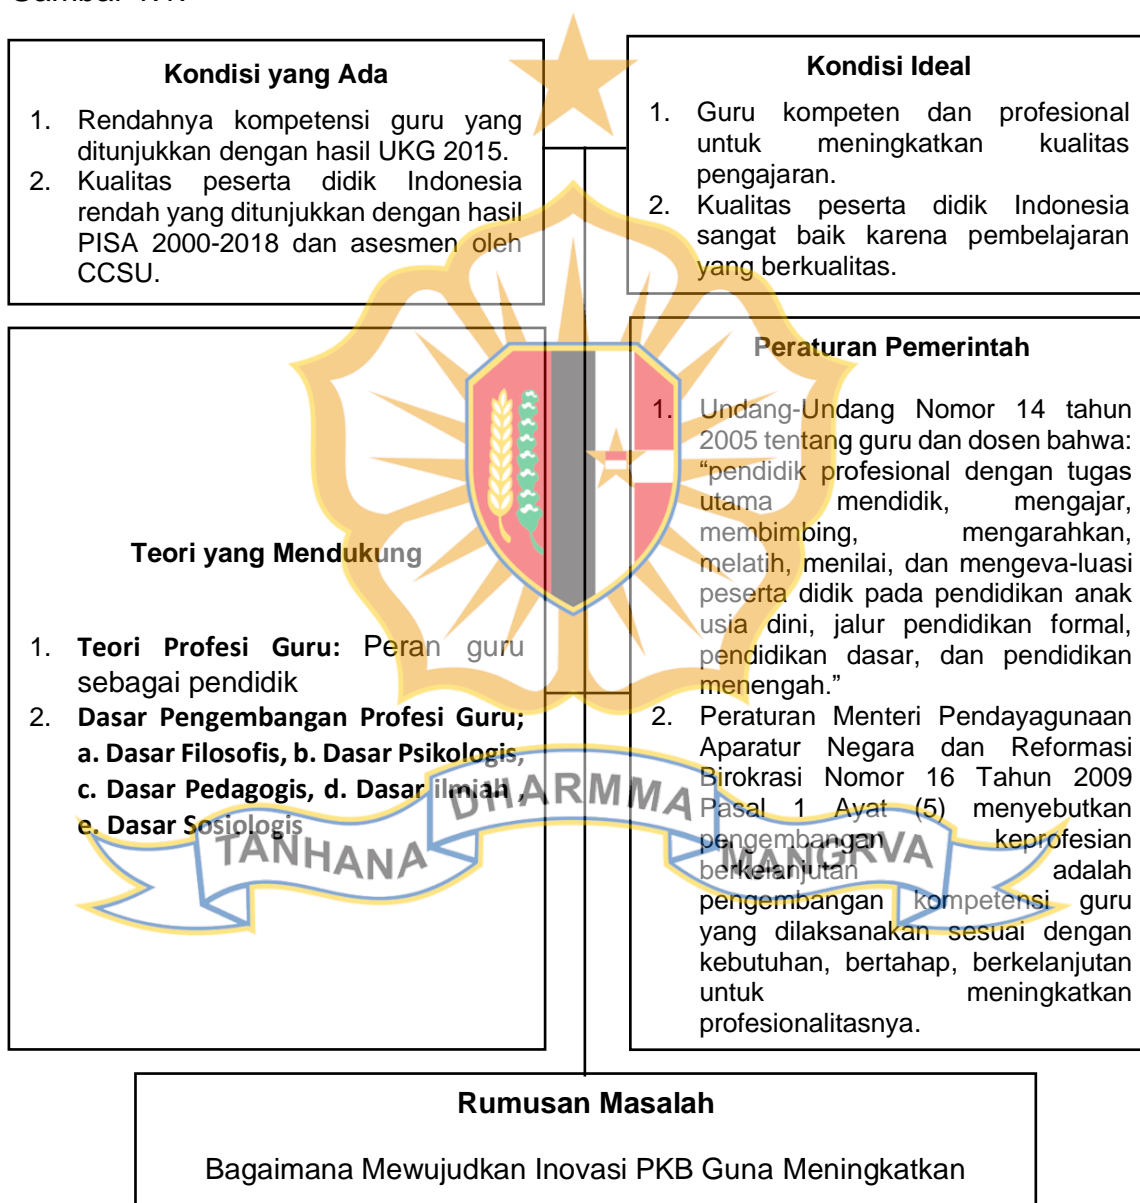 Kondisi yang Ada
1. Rendahnya kompetensi guru yang
ditunjukkan dengan hasil UKG 2015.
2. Kualitas peserta didik Indonesia
rendah yang ditunjukkan dengan hasil
PISA 2000-2018 dan asesmen oleh
CCSU.
Kondisi Ideal
1. Guru kompeten dan profesional
untuk meningkatkan kualitas
pengajaran.
2. Kualitas peserta didik Indonesia
sangat baik karena pembelajaran
yang berkualitas.
Teori yang Mendukung
1. Teori Profesi Guru: Peran guru
sebagai pendidik
2. Dasar Pengembangan Profesi Guru;
a. Dasar Filosofis, b. Dasar Psikologis,
c. Dasar Pedagogis, d. Dasar ilmiah ,
e. Dasar Sosiologis
Peraturan Pemerintah
1. Undang-Undang Nomor 14 tahun
2005 tentang guru dan dosen bahwa:
“pendidik profesional dengan tugas
utama mendidik, mengajar,
membimbing, mengarahkan,
melatih, menilai, dan mengeva-luasi
peserta didik pada pendidikan anak
usia dini, jalur pendidikan formal,
pendidikan dasar, dan pendidikan
menengah.”
2. Peraturan Menteri Pendayagunaan
Aparatur Negara dan Reformasi
Birokrasi Nomor 16 Tahun 2009
Pasal 1 Ayat (5) menyebutkan
pengembangan keprofesian
berkelanjutan adalah
pengembangan kompetensi guru
yang dilaksanakan sesuai dengan
kebutuhan, bertahap, berkelanjutan
untuk meningkatkan
profesionalitasnya.
TANHANA DHARMMA MANGRVA
Rumusan Masalah
Bagaimana Mewujudkan Inovasi PKB Guna Meningkatkan